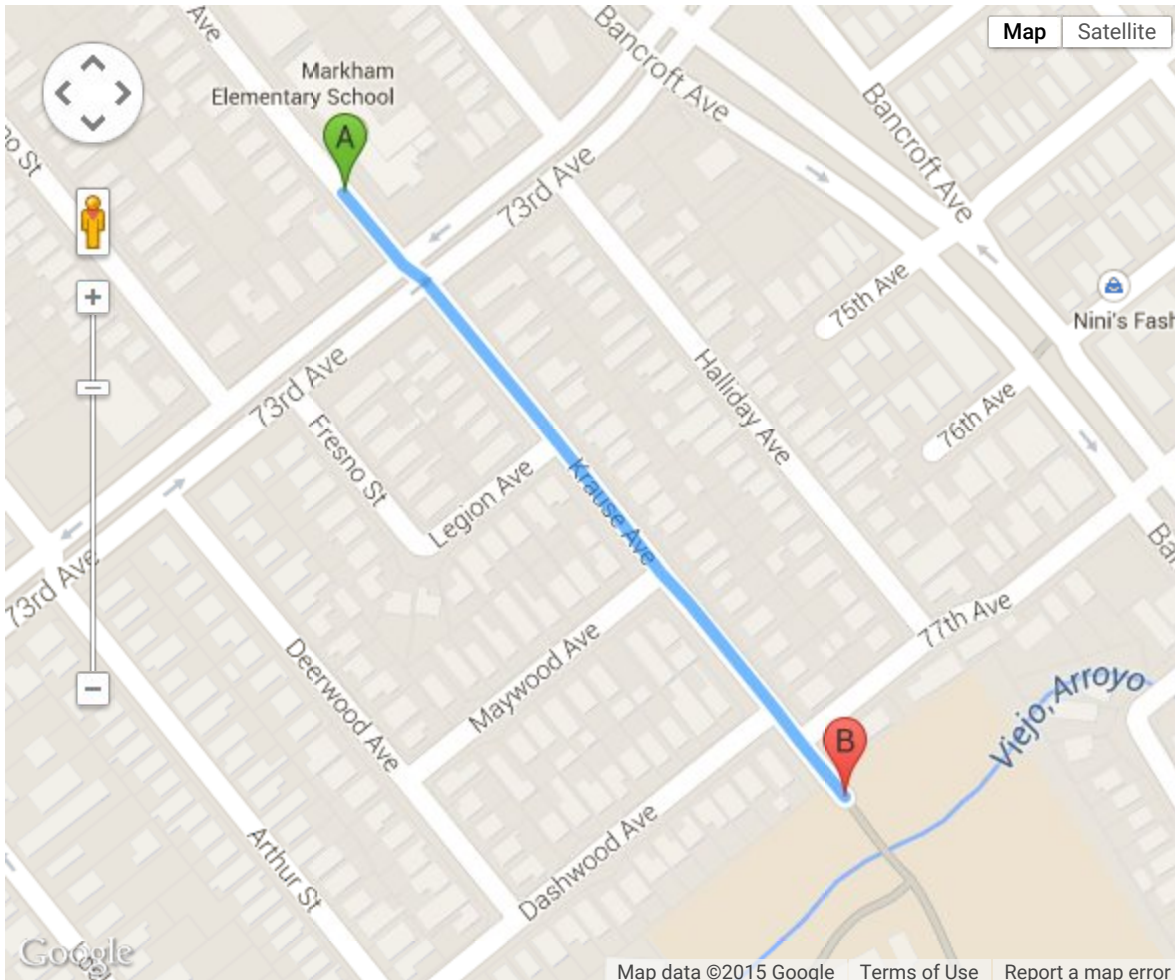 Ave
Bancroft Ave
Map
Satellite
Markham
Elementary School
Bancroft Ave
no St
A
73rd Ave
75th Ave
Nini's Fash
73rd Ave
Halliday Ave
76th Ave
Fresno St
Legion Ave
Krause Ave
Ba
73rd Ave
77th Ave
Deerwood Ave
Maywood Ave
Viejo, Arroyo
B
Arthur St
Dashwood Ave
Google
Map data ©2015 Google
Terms of Use
Report a map error